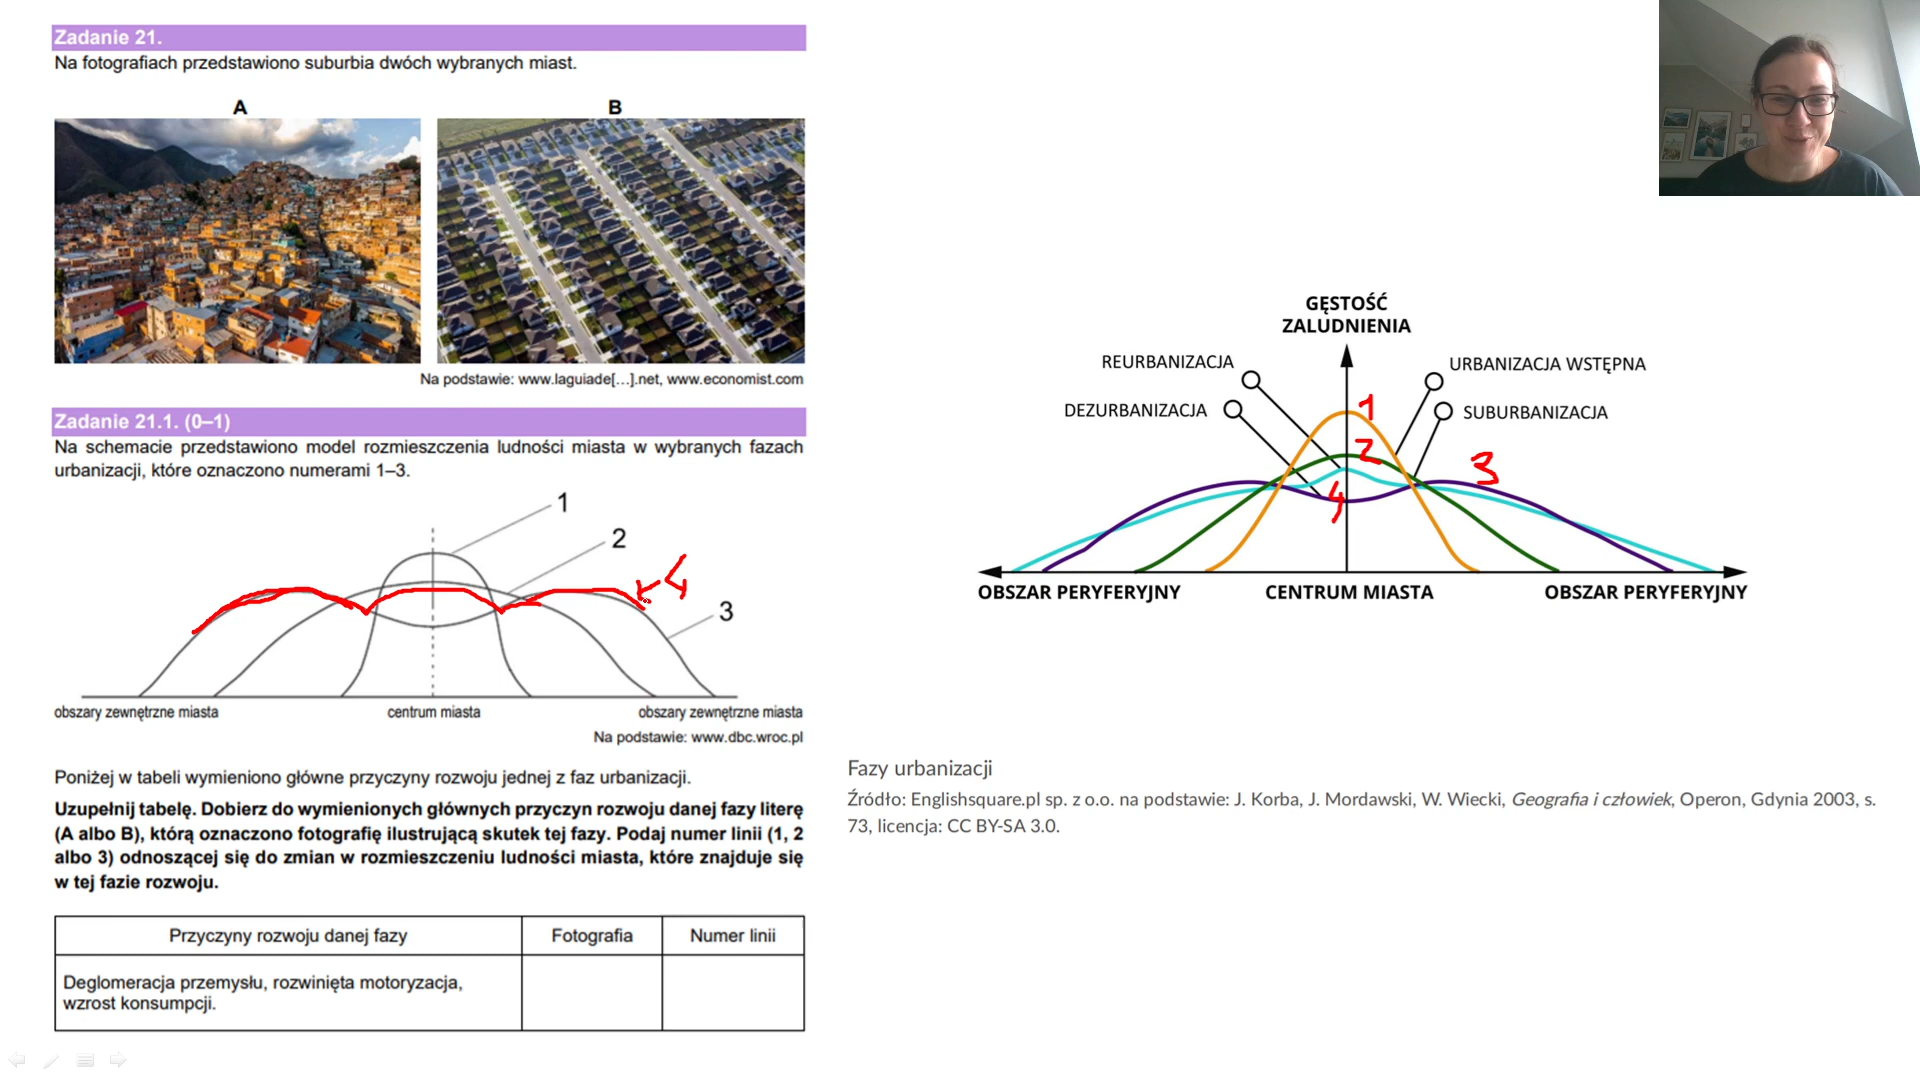 Zadanie 21.
Na fotografiach przedstawiono suburbia dwóch wybranych miast.
A
B
Na podstawie: www.laguiade[...].net, www.economist.com
Zadanie 21.1. (0–1)
Na schemacie przedstawiono model rozmieszczenia ludności miasta w wybranych fazach
urbanizacji, które oznaczono numerami 1–3.
1
2
4
3
obszary zewnętrzne miasta
centrum miasta
obszary zewnętrzne miasta
Na podstawie: www.dbc.wroc.pl
Poniżej w tabeli wymieniono główne przyczyny rozwoju jednej z faz urbanizacji.
Uzupełnij tabelę. Dobierz do wymienionych głównych przyczyn rozwoju danej fazy literę
(A albo B), którą oznaczono fotografię ilustrującą skutek tej fazy. Podaj numer linii (1, 2
albo 3) odnoszącej się do zmian w rozmieszczeniu ludności miasta, które znajduje się
w tej fazie rozwoju.
Przyczyny rozwoju danej fazy
Fotografia
Numer linii
Deglomeracja przemysłu, rozwinięta motoryzacja,
wzrost konsumpcji.
GĘSTOŚĆ
ZALUDNIENIA
REURBANIZACJA
URBANIZACJA WSTĘPNA
DEZURBANIZACJA
SUBURBANIZACJA
1
2
3
4
OBSZAR PERYFERYJNY
CENTRUM MIASTA
OBSZAR PERYFERYJNY
Fazy urbanizacji
Źródło: Englishsquare.pl sp. z o.o. na podstawie: J. Korba, J. Mordawski, W. Wiecki, Geografia i człowiek, Operon, Gdynia 2003, s.
73, licencja: CC BY-SA 3.0.